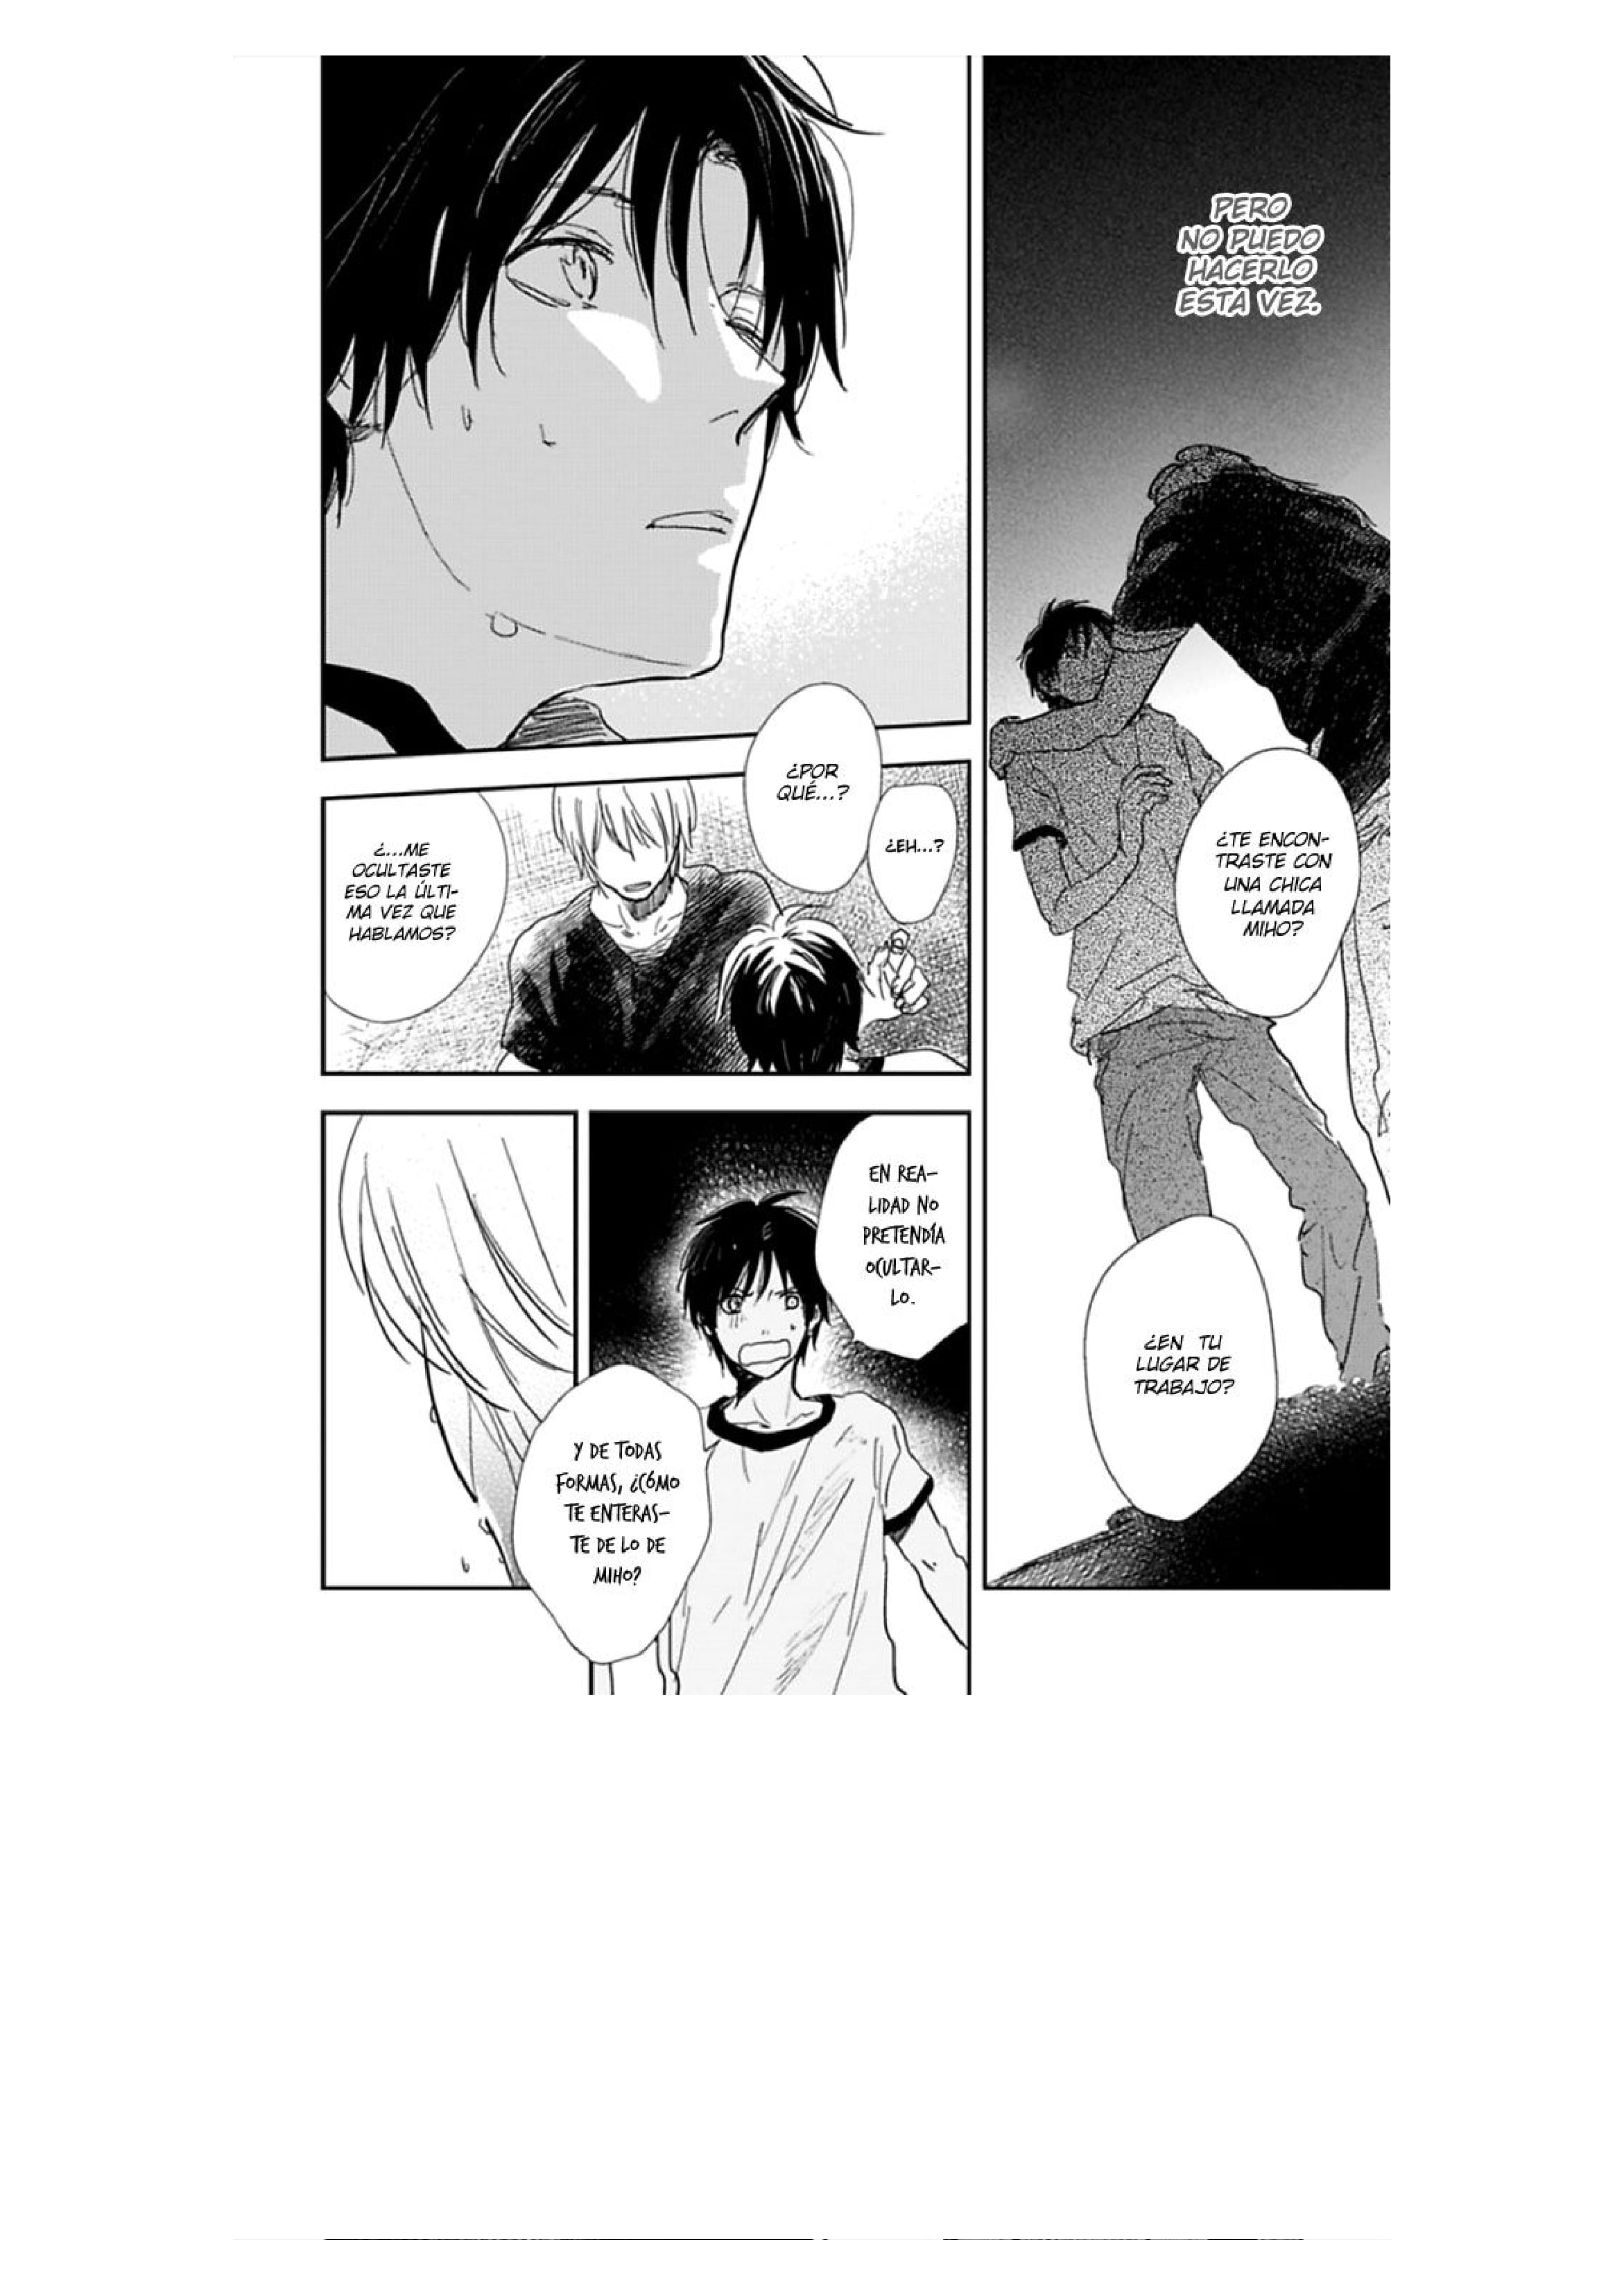 PERO
NO PUEDO
HACERLO
ESTA VEZ.
¿TE ENCON-
TRASTE CON
UNA CHICA
LLAMADA
MIHO?
¿EN TU
LUGAR DE
TRABAJO?
¿EH...?
¿POR
QUÉ...?
¿...ME
OCULTASTE
ESO LA ÚLTI-
MA VEZ QUE
HABLAMOS?
EN REA-
LIDAD NO
PRETENDÍA
OCULTAR-
LO.
Y DE TODAS
FORMAS, ¿CÓMO
TE ENTERAS-
TE DE LO DE
MIHO?